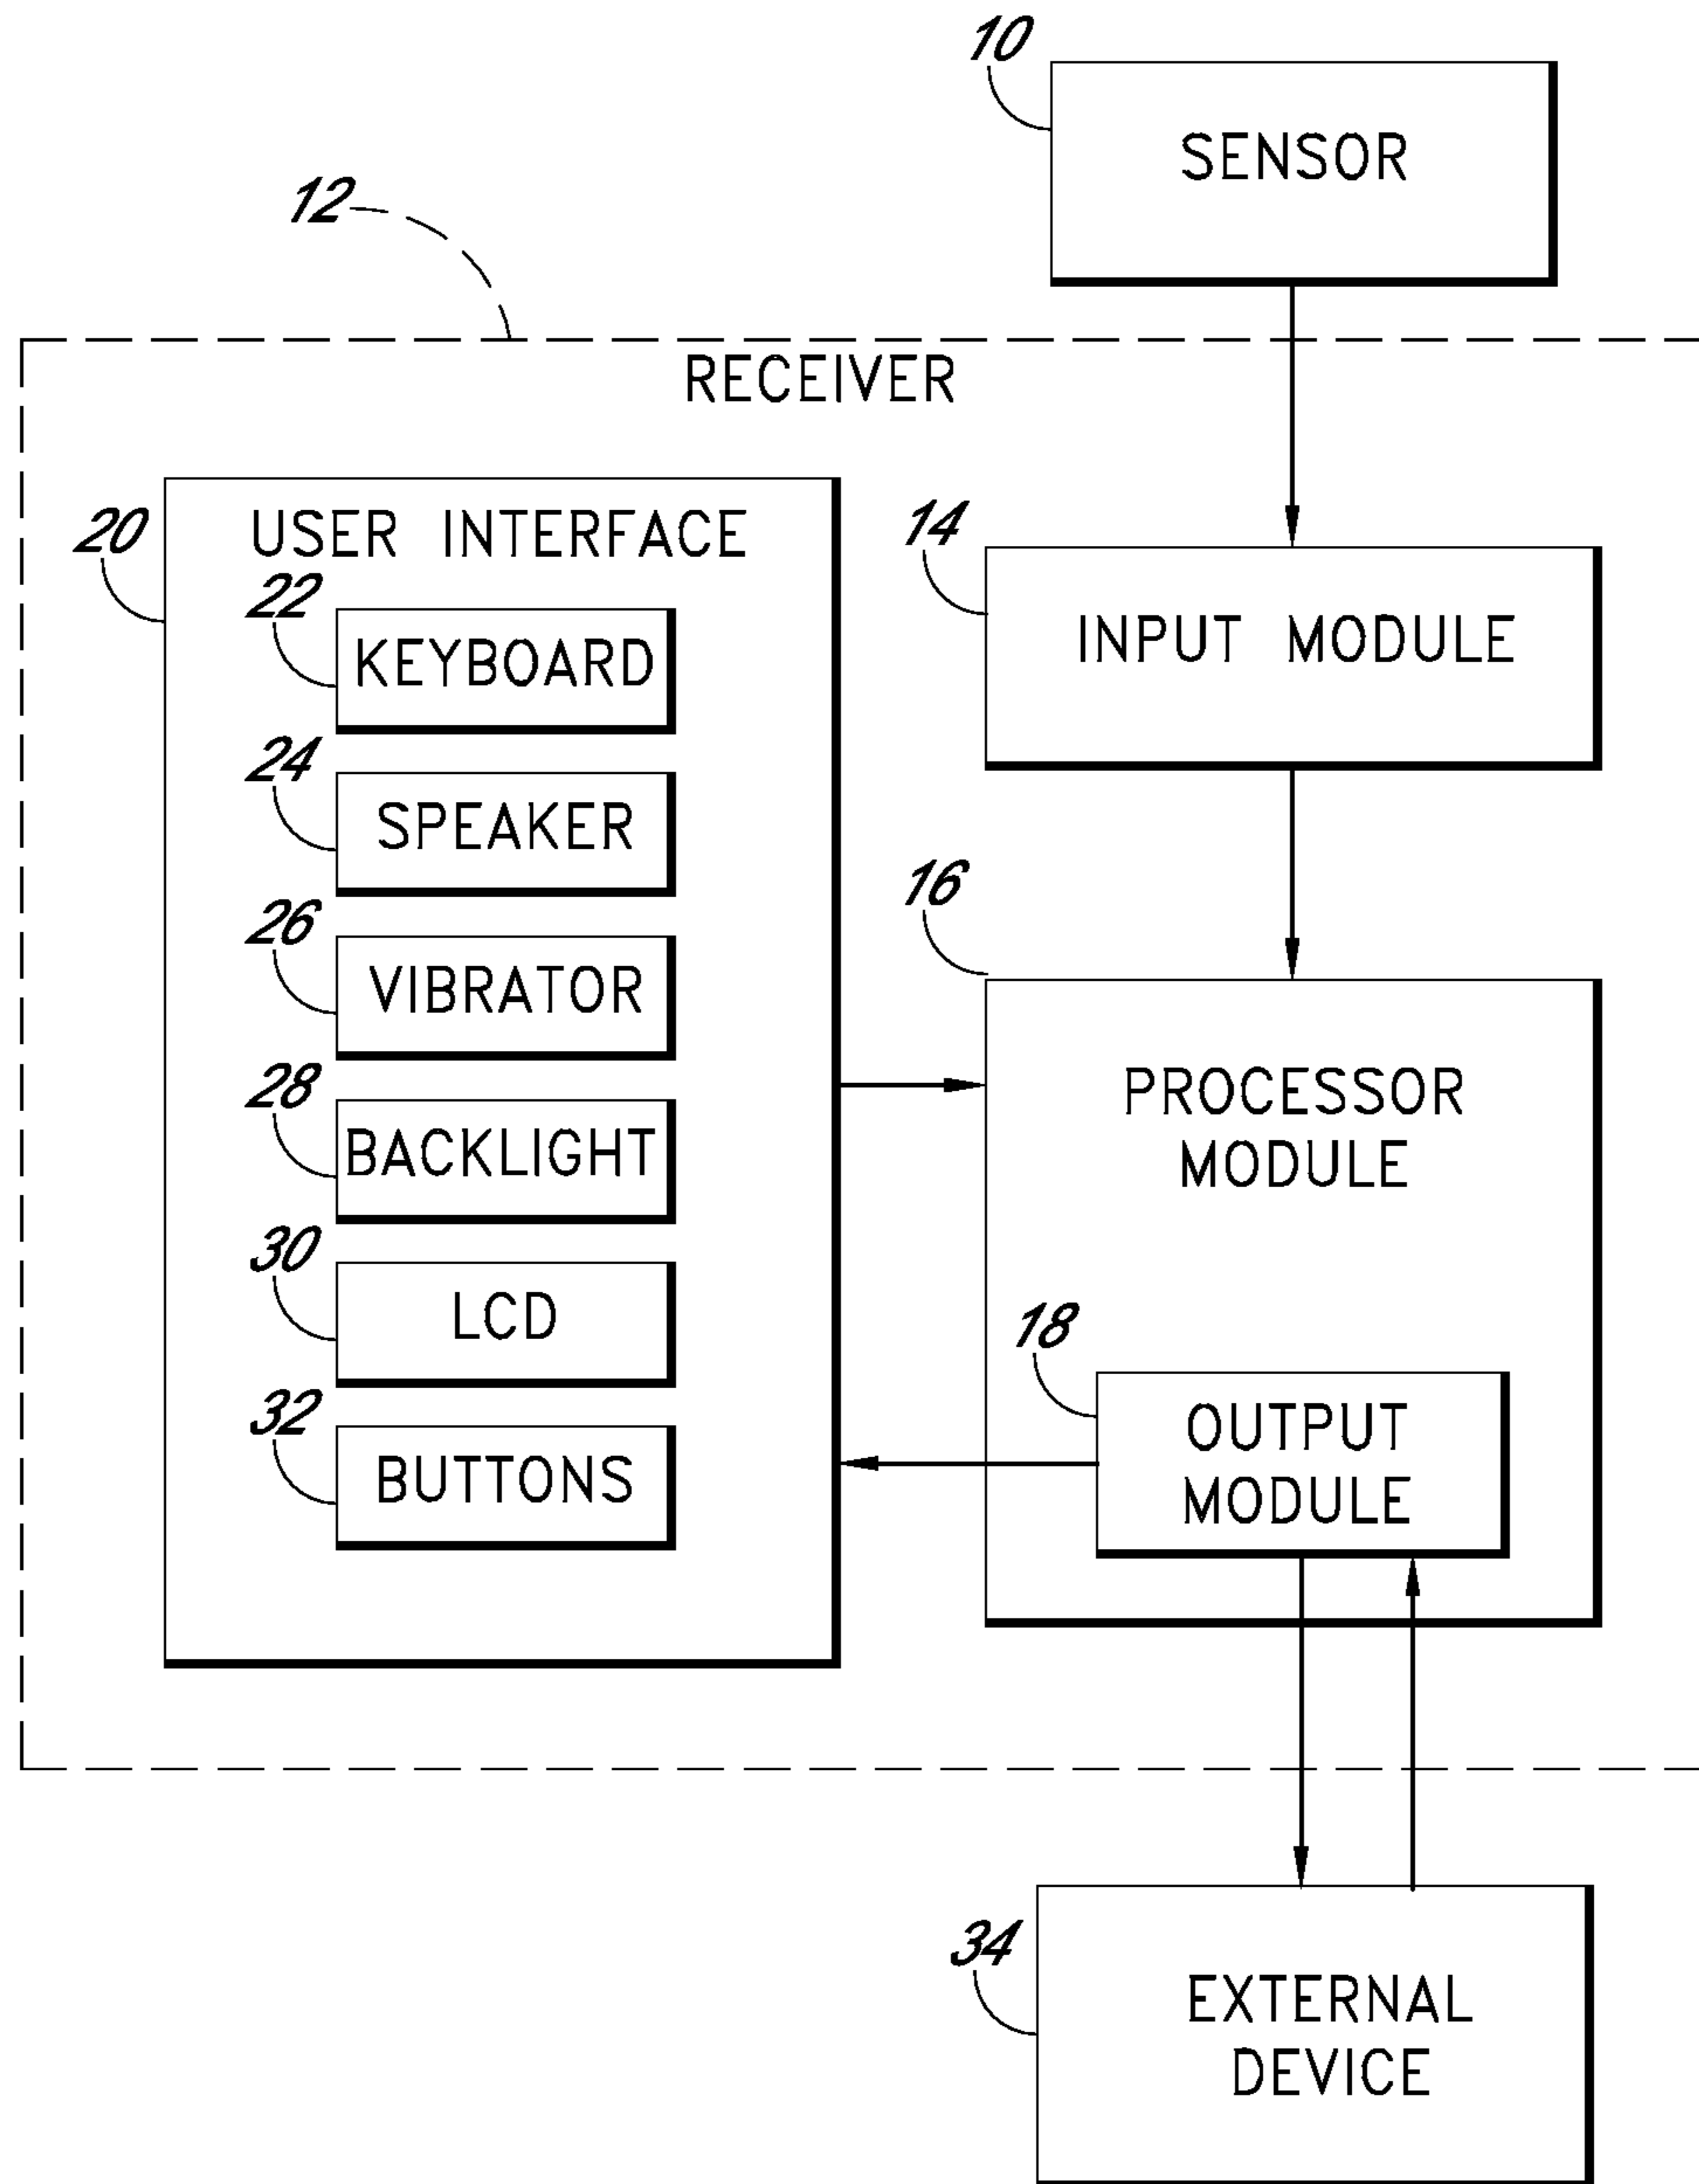 10
SENSOR
12
RECEIVER
20
USER INTERFACE
22
KEYBOARD
24
SPEAKER
26
VIBRATOR
28
BACKLIGHT
30
LCD
32
BUTTONS
14
INPUT MODULE
16
PROCESSOR
MODULE
18
OUTPUT
MODULE
34
EXTERNAL
DEVICE